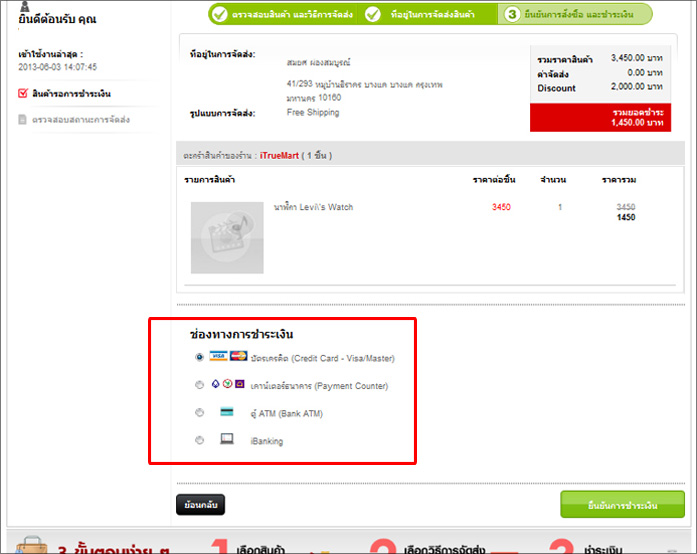 ยินดีต้อนรับ คุณ
เข้าใช้งานล่าสุด :
2013-06-03 14:07:45
สินค้ารอการชำระเงิน
ตรวจสอบสถานะการจัดส่ง
ตรวจสอบสินค้า และวิธีการจัดส่ง
ที่อยู่ในการจัดส่งสินค้า
3 ยืนยันการสั่งซื้อ และชำระเงิน
ที่อยู่ในการจัดส่ง:
สมยศ ผ่องสมบูรณ์
41/293 หมู่บ้านธิราคร บางแค บางแค กรุงเทพ
มหานคร 10160
รูปแบบการจัดส่ง: Free Shipping
รวมราคาสินค้า 3,450.00 บาท
ค่าจัดส่ง 0.00 บาท
Discount 2,000.00 บาท
รวมยอดชำระ
1,450.00 บาท
ตะกร้าสินค้าของร้าน : iTrueMart ( 1 ชิ้น )
รายการสินค้า ราคาต่อชิ้น จำนวน ราคารวม
นาฬิกา Levi\'s Watch 3450 1 3450
1450
ช่องทางการชำระเงิน
VISA MasterCard บัตรเครดิต (Credit Card - Visa/Master)
เคาน์เตอร์ธนาคาร (Payment Counter)
ตู้ ATM (Bank ATM)
iBanking
ย้อนกลับ
ยืนยันการชำระเงิน
3 ขั้นตอนง่าย ๆ
1 เลือกสินค้า
2 เลือกวิธีการจัดส่ง
3 ชำระเงิน